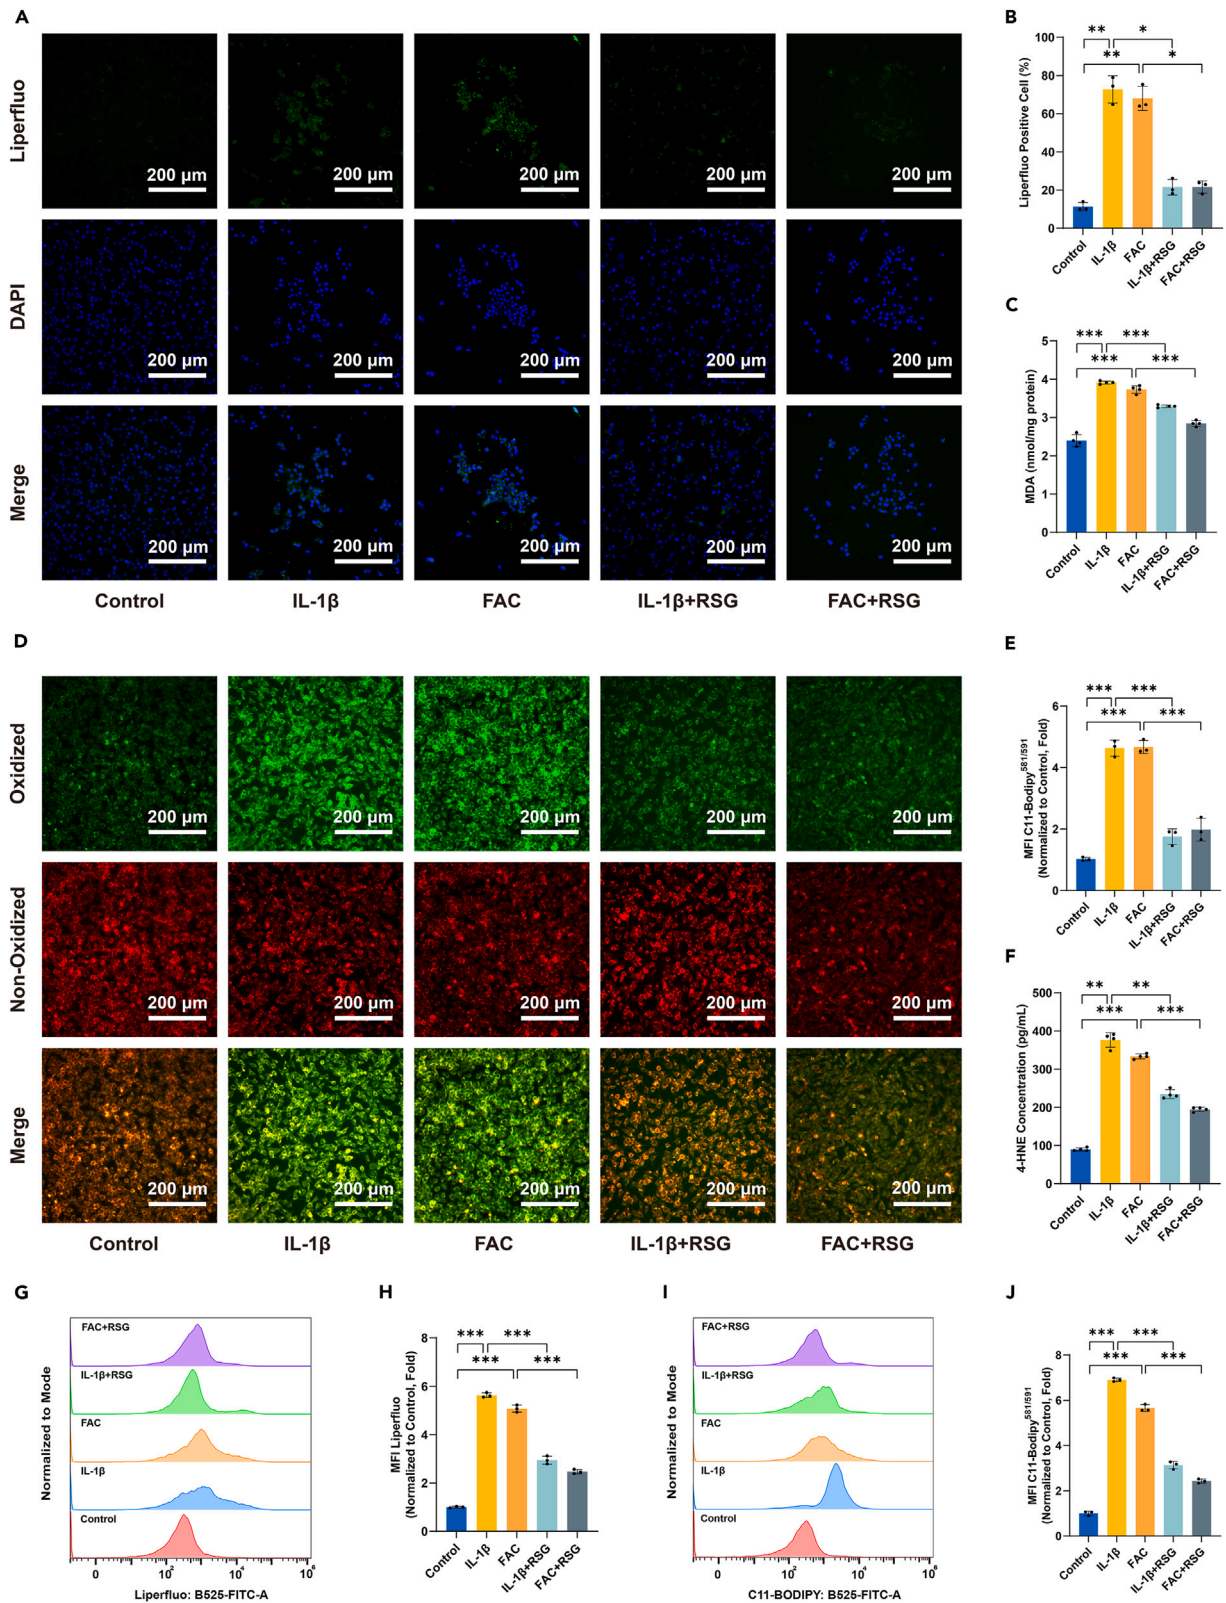 A
Liperfluo
200 μm 200 μm 200 μm 200 μm 200 μm
DAPI
200 μm 200 μm 200 μm 200 μm 200 μm
Merge
200 μm 200 μm 200 μm 200 μm 200 μm
Control IL-1β FAC IL-1β+RSG FAC+RSG
B
Liperfluo Positive Cell (%)
100
80
60
40
20
0
** *
** *
Control IL-1β FAC IL-1β+RSG FAC+RSG
C
MDA (nmol/mg protein)
5
4
3
2
1
0
*** ***
*** ***
Control IL-1β FAC IL-1β+RSG FAC+RSG
D
Oxidized
200 μm 200 μm 200 μm 200 μm 200 μm
Non-Oxidized
200 μm 200 μm 200 μm 200 μm 200 μm
Merge
200 μm 200 μm 200 μm 200 μm 200 μm
Control IL-1β FAC IL-1β+RSG FAC+RSG
E
MFI C11-Bodipy581/591
(Normalized to Control, Fold)
6
4
2
0
*** ***
*** ***
Control IL-1β FAC IL-1β+RSG FAC+RSG
F
4-HNE Concentration (pg/mL)
500
400
300
200
100
0
** **
*** ***
Control IL-1β FAC IL-1β+RSG FAC+RSG
G
Normalized to Mode
FAC+RSG
IL-1β+RSG
FAC
IL-1β
Control
0 102 104 106
Liperfluo: B525-FITC-A
H
MFI Liperfluo
(Normalized to Control, Fold)
8
6
4
2
0
*** ***
*** ***
Control IL-1β FAC IL-1β+RSG FAC+RSG
I
Normalized to Mode
FAC+RSG
IL-1β+RSG
FAC
IL-1β
Control
0 102 104 106
C11-BODIPY: B525-FITC-A
J
MFI C11-Bodipy581/591
(Normalized to Control, Fold)
8
6
4
2
0
*** ***
*** ***
Control IL-1β FAC IL-1β+RSG FAC+RSG